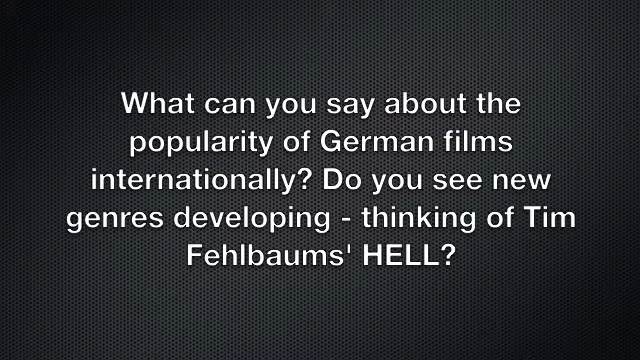 What can you say about the
popularity of German films
internationally? Do you see new
genres developing - thinking of Tim
Fehlbaums' HELL?